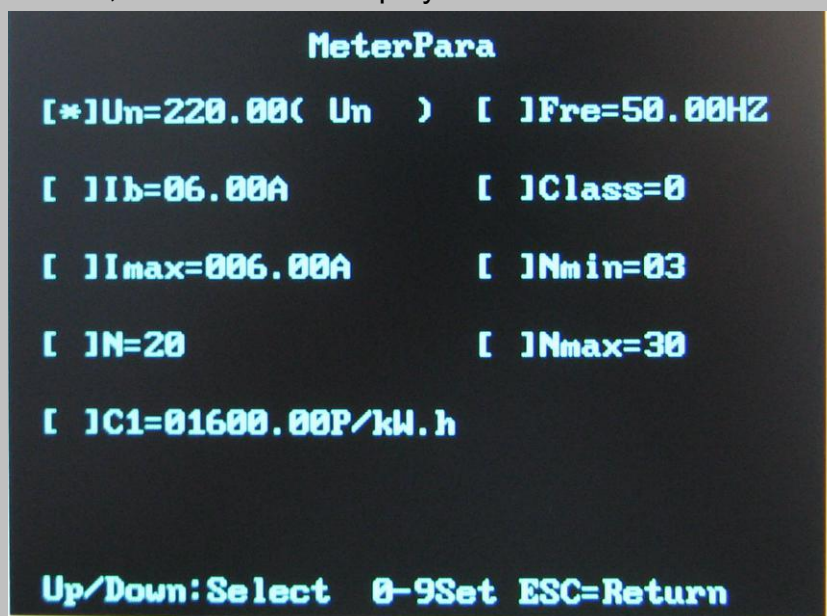 MeterPara
[*]Un=220.00( Un  )  [ ]Fre=50.00HZ
[ ]Ib=06.00A  [ ]Class=0
[ ]Imax=006.00A  [ ]Nmin=03
[ ]N=20  [ ]Nmax=30
[ ]C1=01600.00P/kW.h
Up/Down:Select  0-9Set ESC=Return